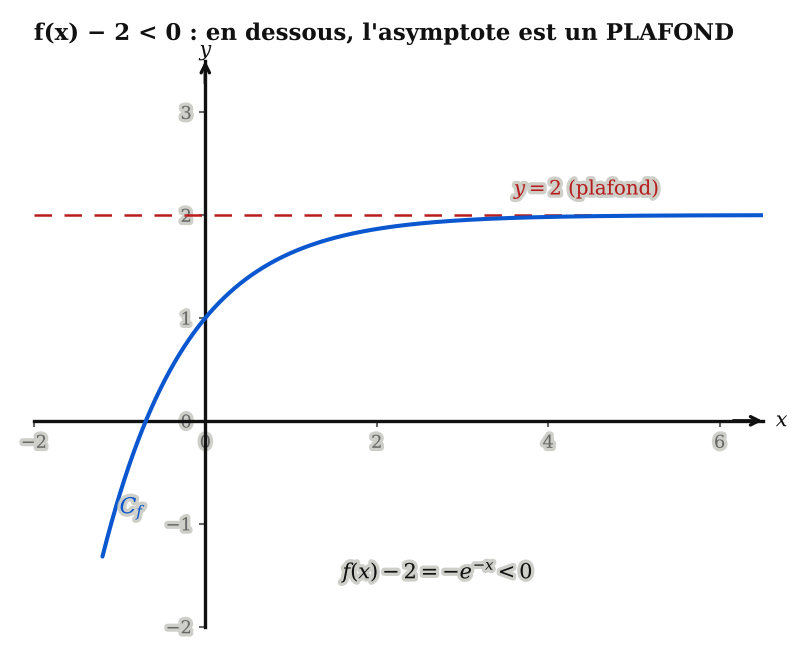 f(x) − 2 < 0 : en dessous, l'asymptote est un PLAFOND
y
3
y = 2 (plafond)
2
1
0
x
−2
0
2
4
6
C_f
−1
f(x) − 2 = −e^{−x} < 0
−2